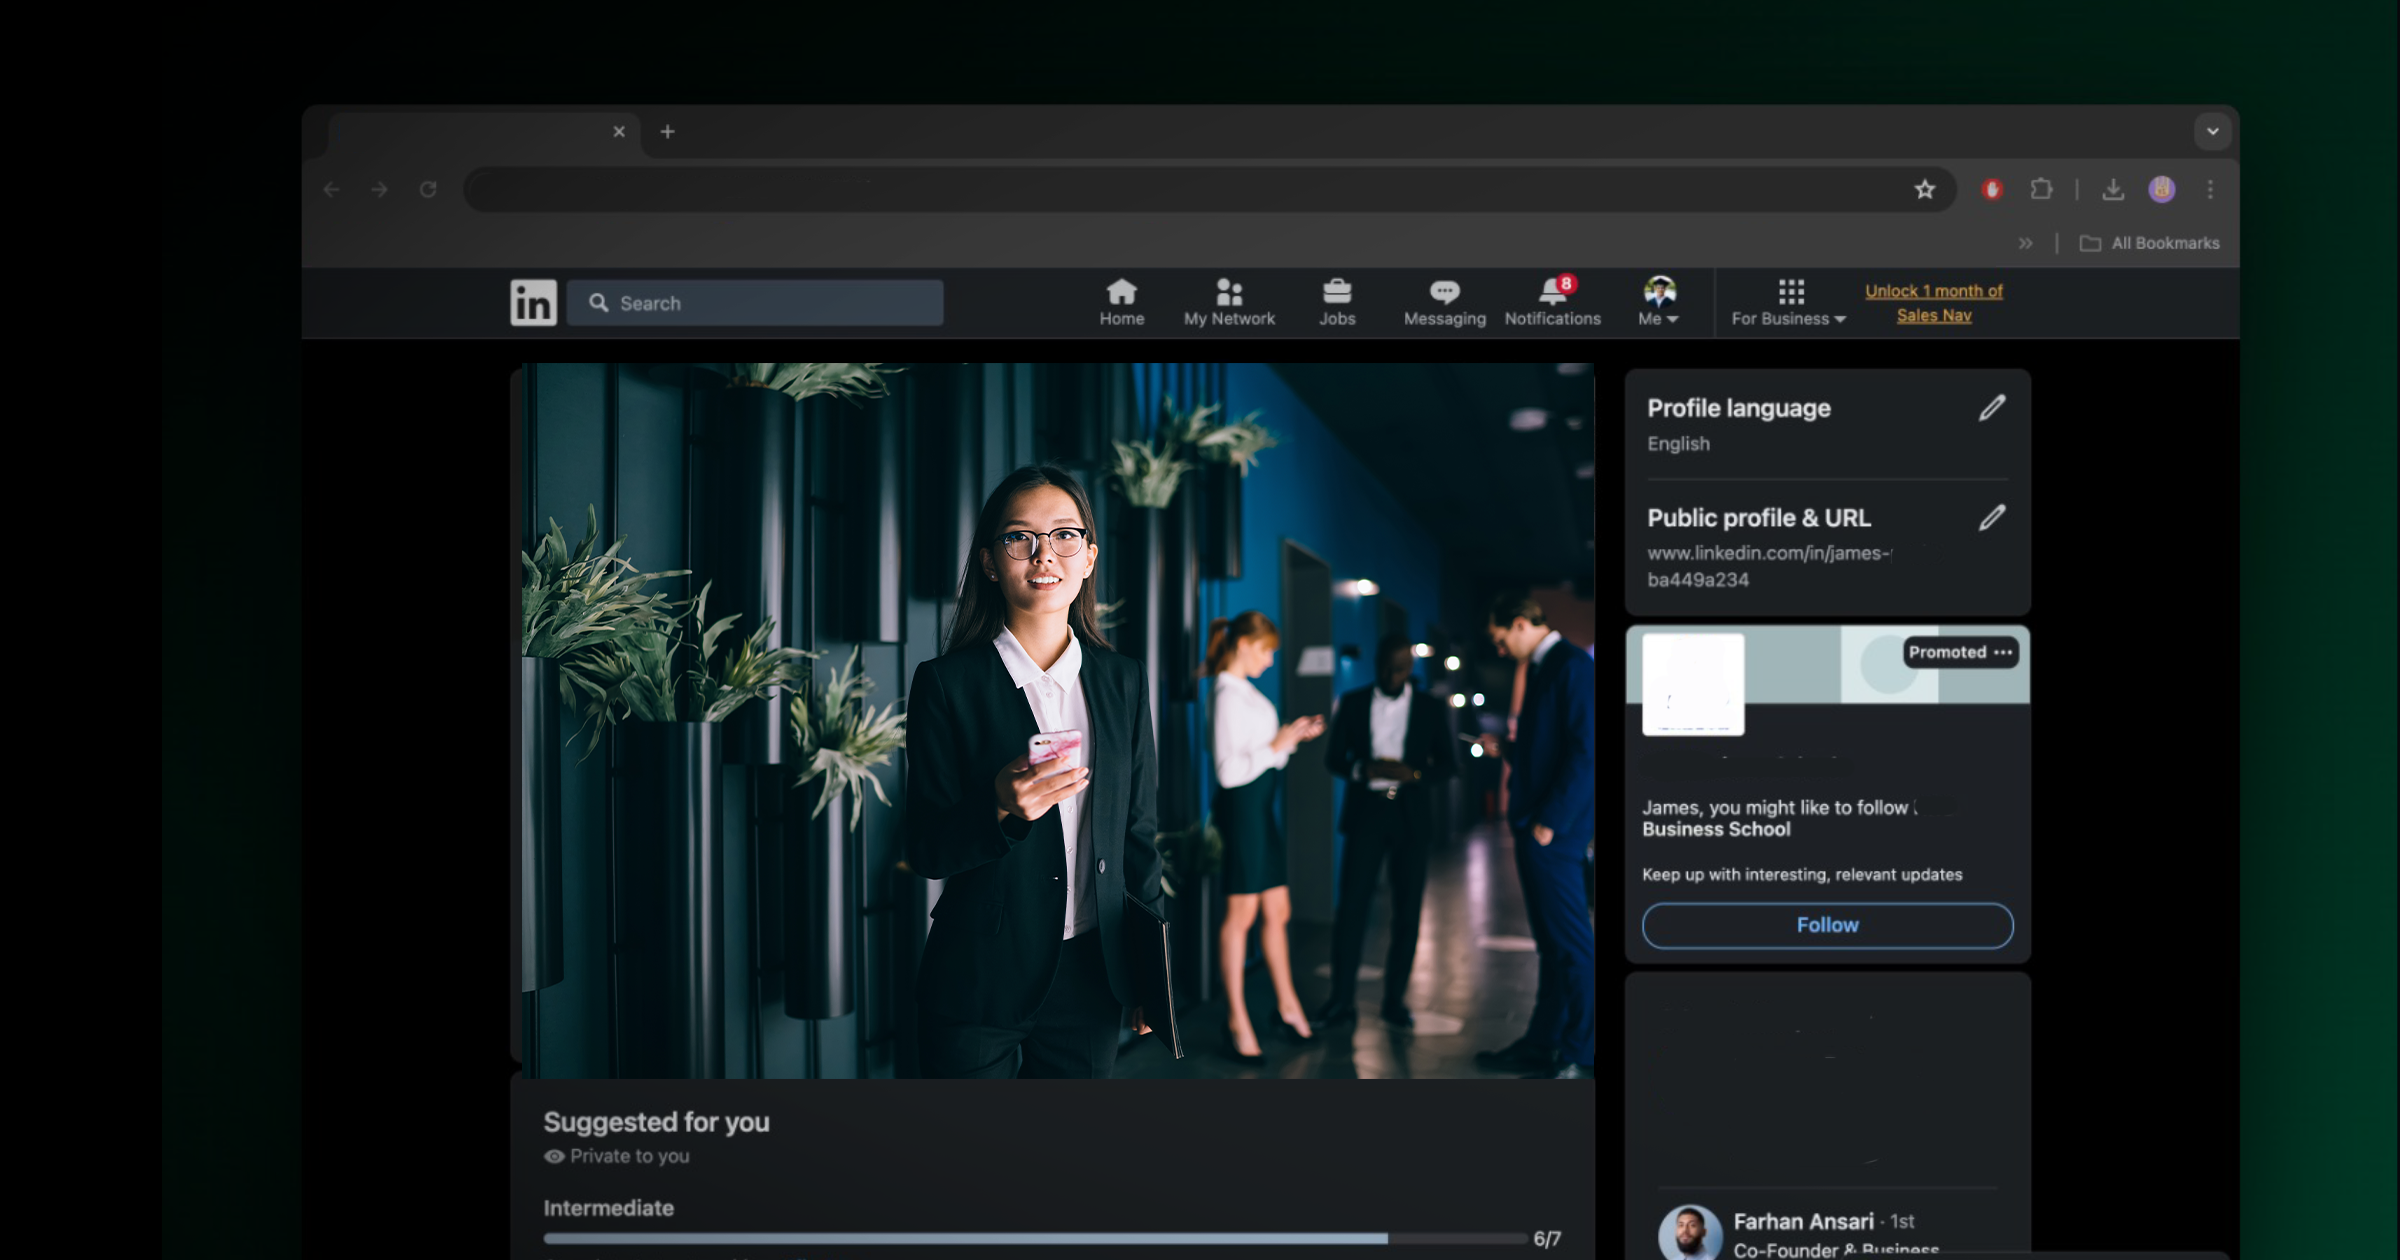 All Bookmarks
in
Search
Home
My Network
Jobs
Messaging
8
Notifications
Me
For Business
Unlock 1 month of
Sales Nav
Profile language
English
Public profile & URL
www.linkedin.com/in/james-
ba449a234
Promoted
James, you might like to follow
Business School
Keep up with interesting, relevant updates
Follow
Suggested for you
Private to you
Intermediate
6/7
Farhan Ansari · 1st
Co-Founder & Business